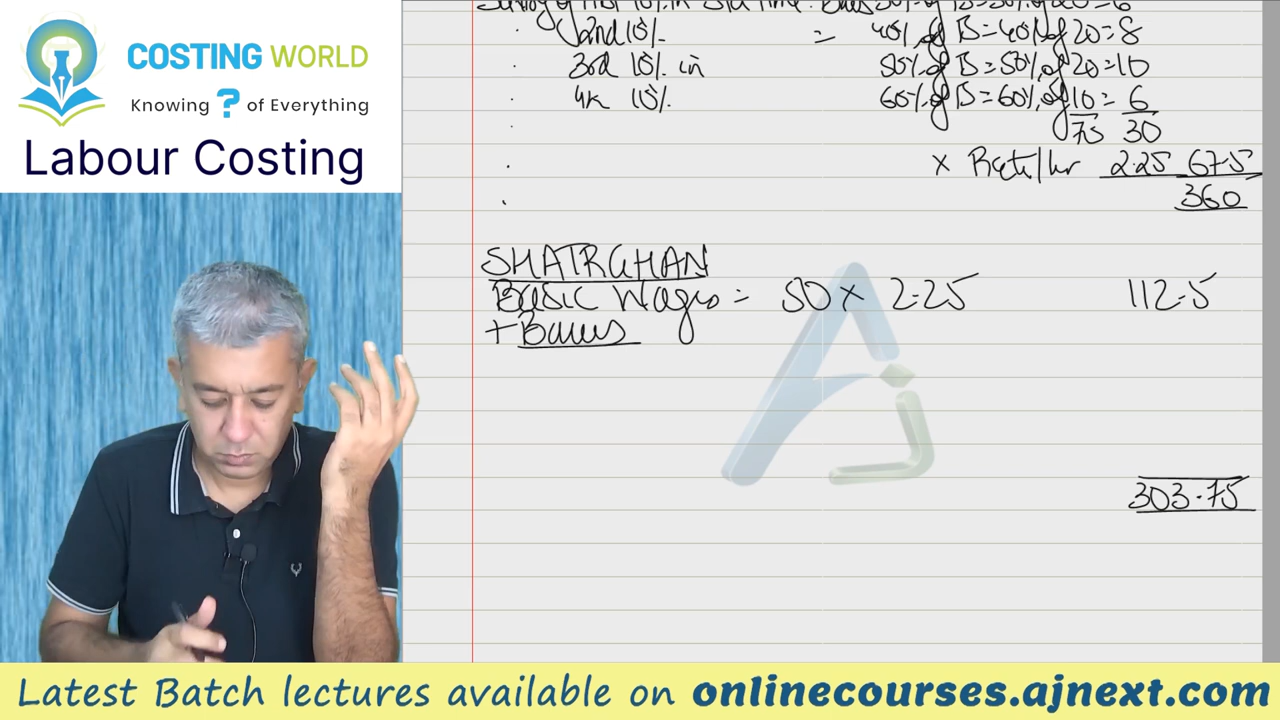 COSTING WORLD
Knowing ? of Everything
Labour Costing
2nd 10% = 40% of B = 40% of 20 = 8
3rd 10% in 50% of B = 50% of 20 = 10
10% 60% of B = 60% of 10 = 6
75 30
x Rate/hr 2.25 67.5
360
SHATRGHAN
Basic Wages = 50 x 2.25 112.5
+ Bonus
303.75
Latest Batch lectures available on onlinecourses.ajnext.com